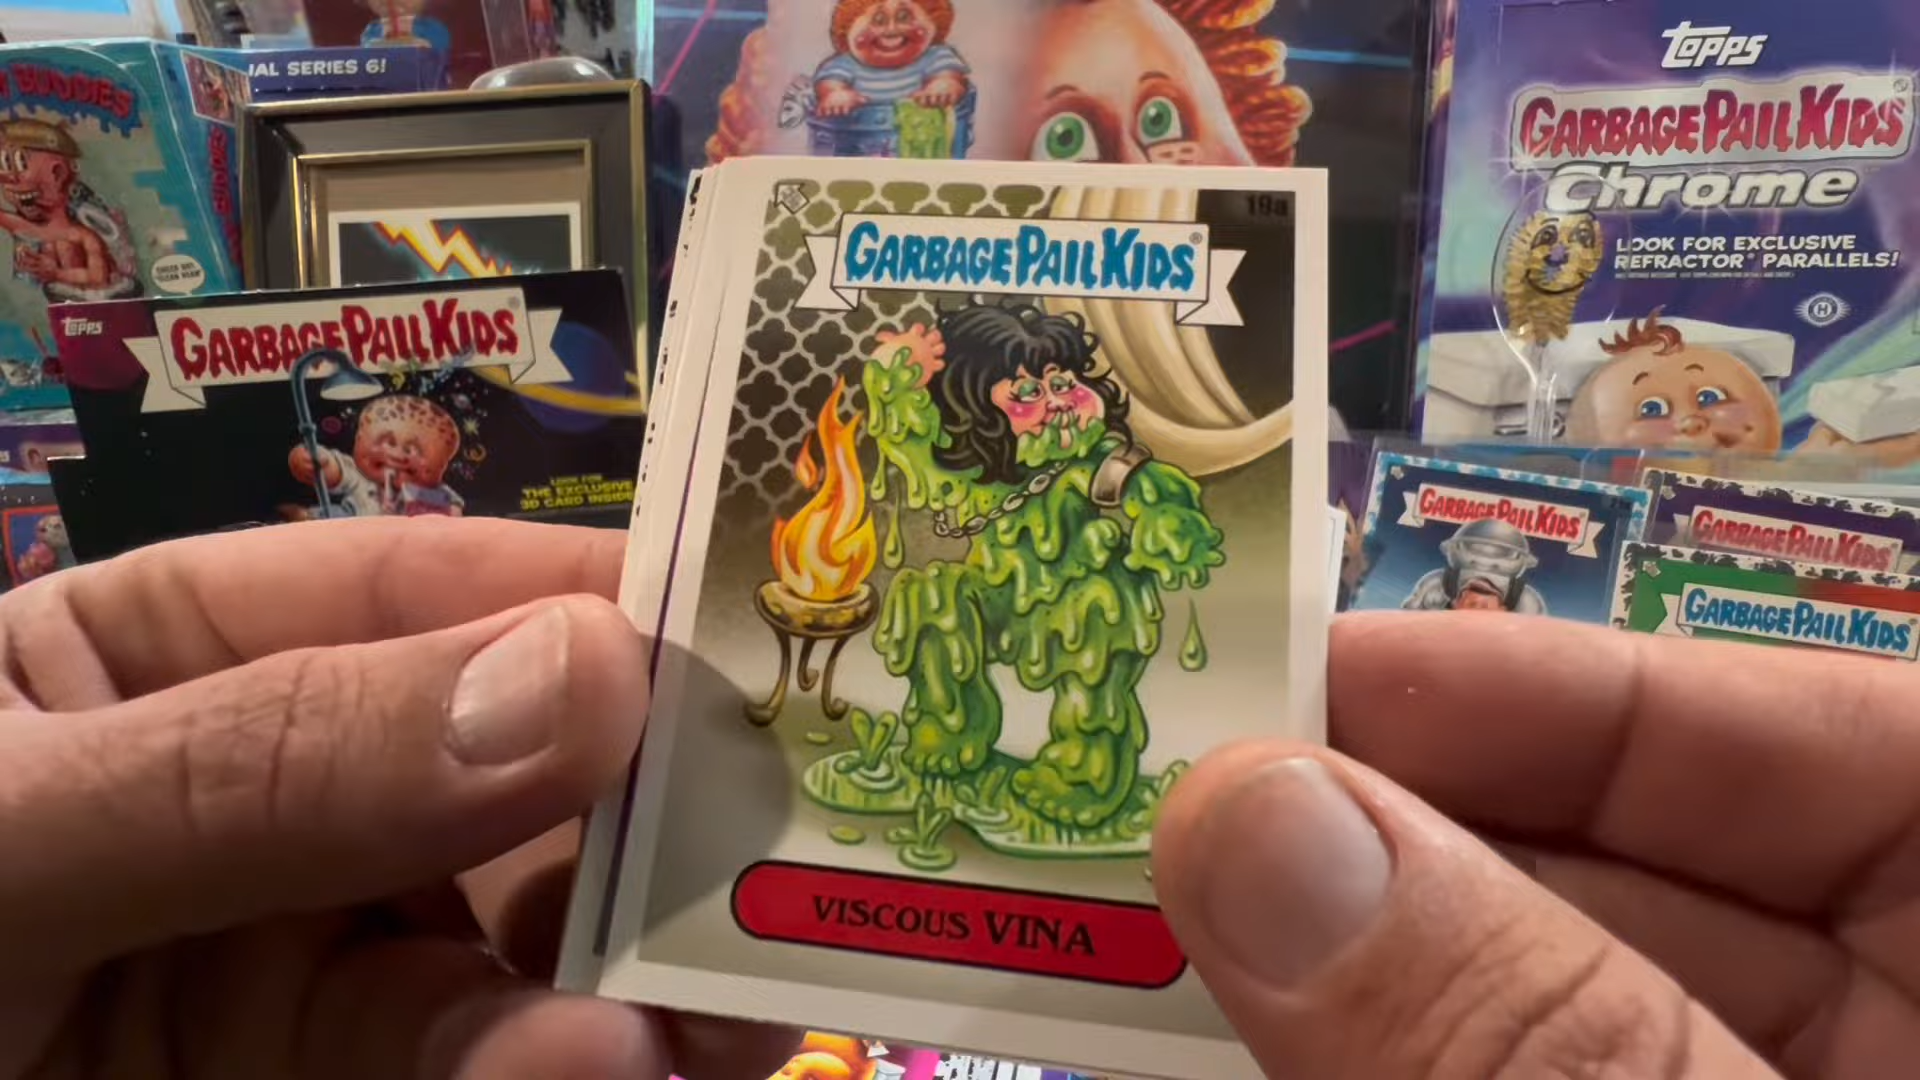 IAL SERIES 6!
BUDDIES
BUDDIES
topps
GARBAGE PAIL KIDS
LOOK FOR
THE EXCLUSIVE
3D CARD INSIDE
19a
GARBAGE PAIL KIDS®
VISCOUS VINA
topps
GARBAGE PAIL KIDS
Chrome
LOOK FOR EXCLUSIVE
REFRACTOR® PARALLELS!
H
GARBAGE PAIL KIDS
GARBAGE PAIL KIDS
GARBAGE PAIL KIDS